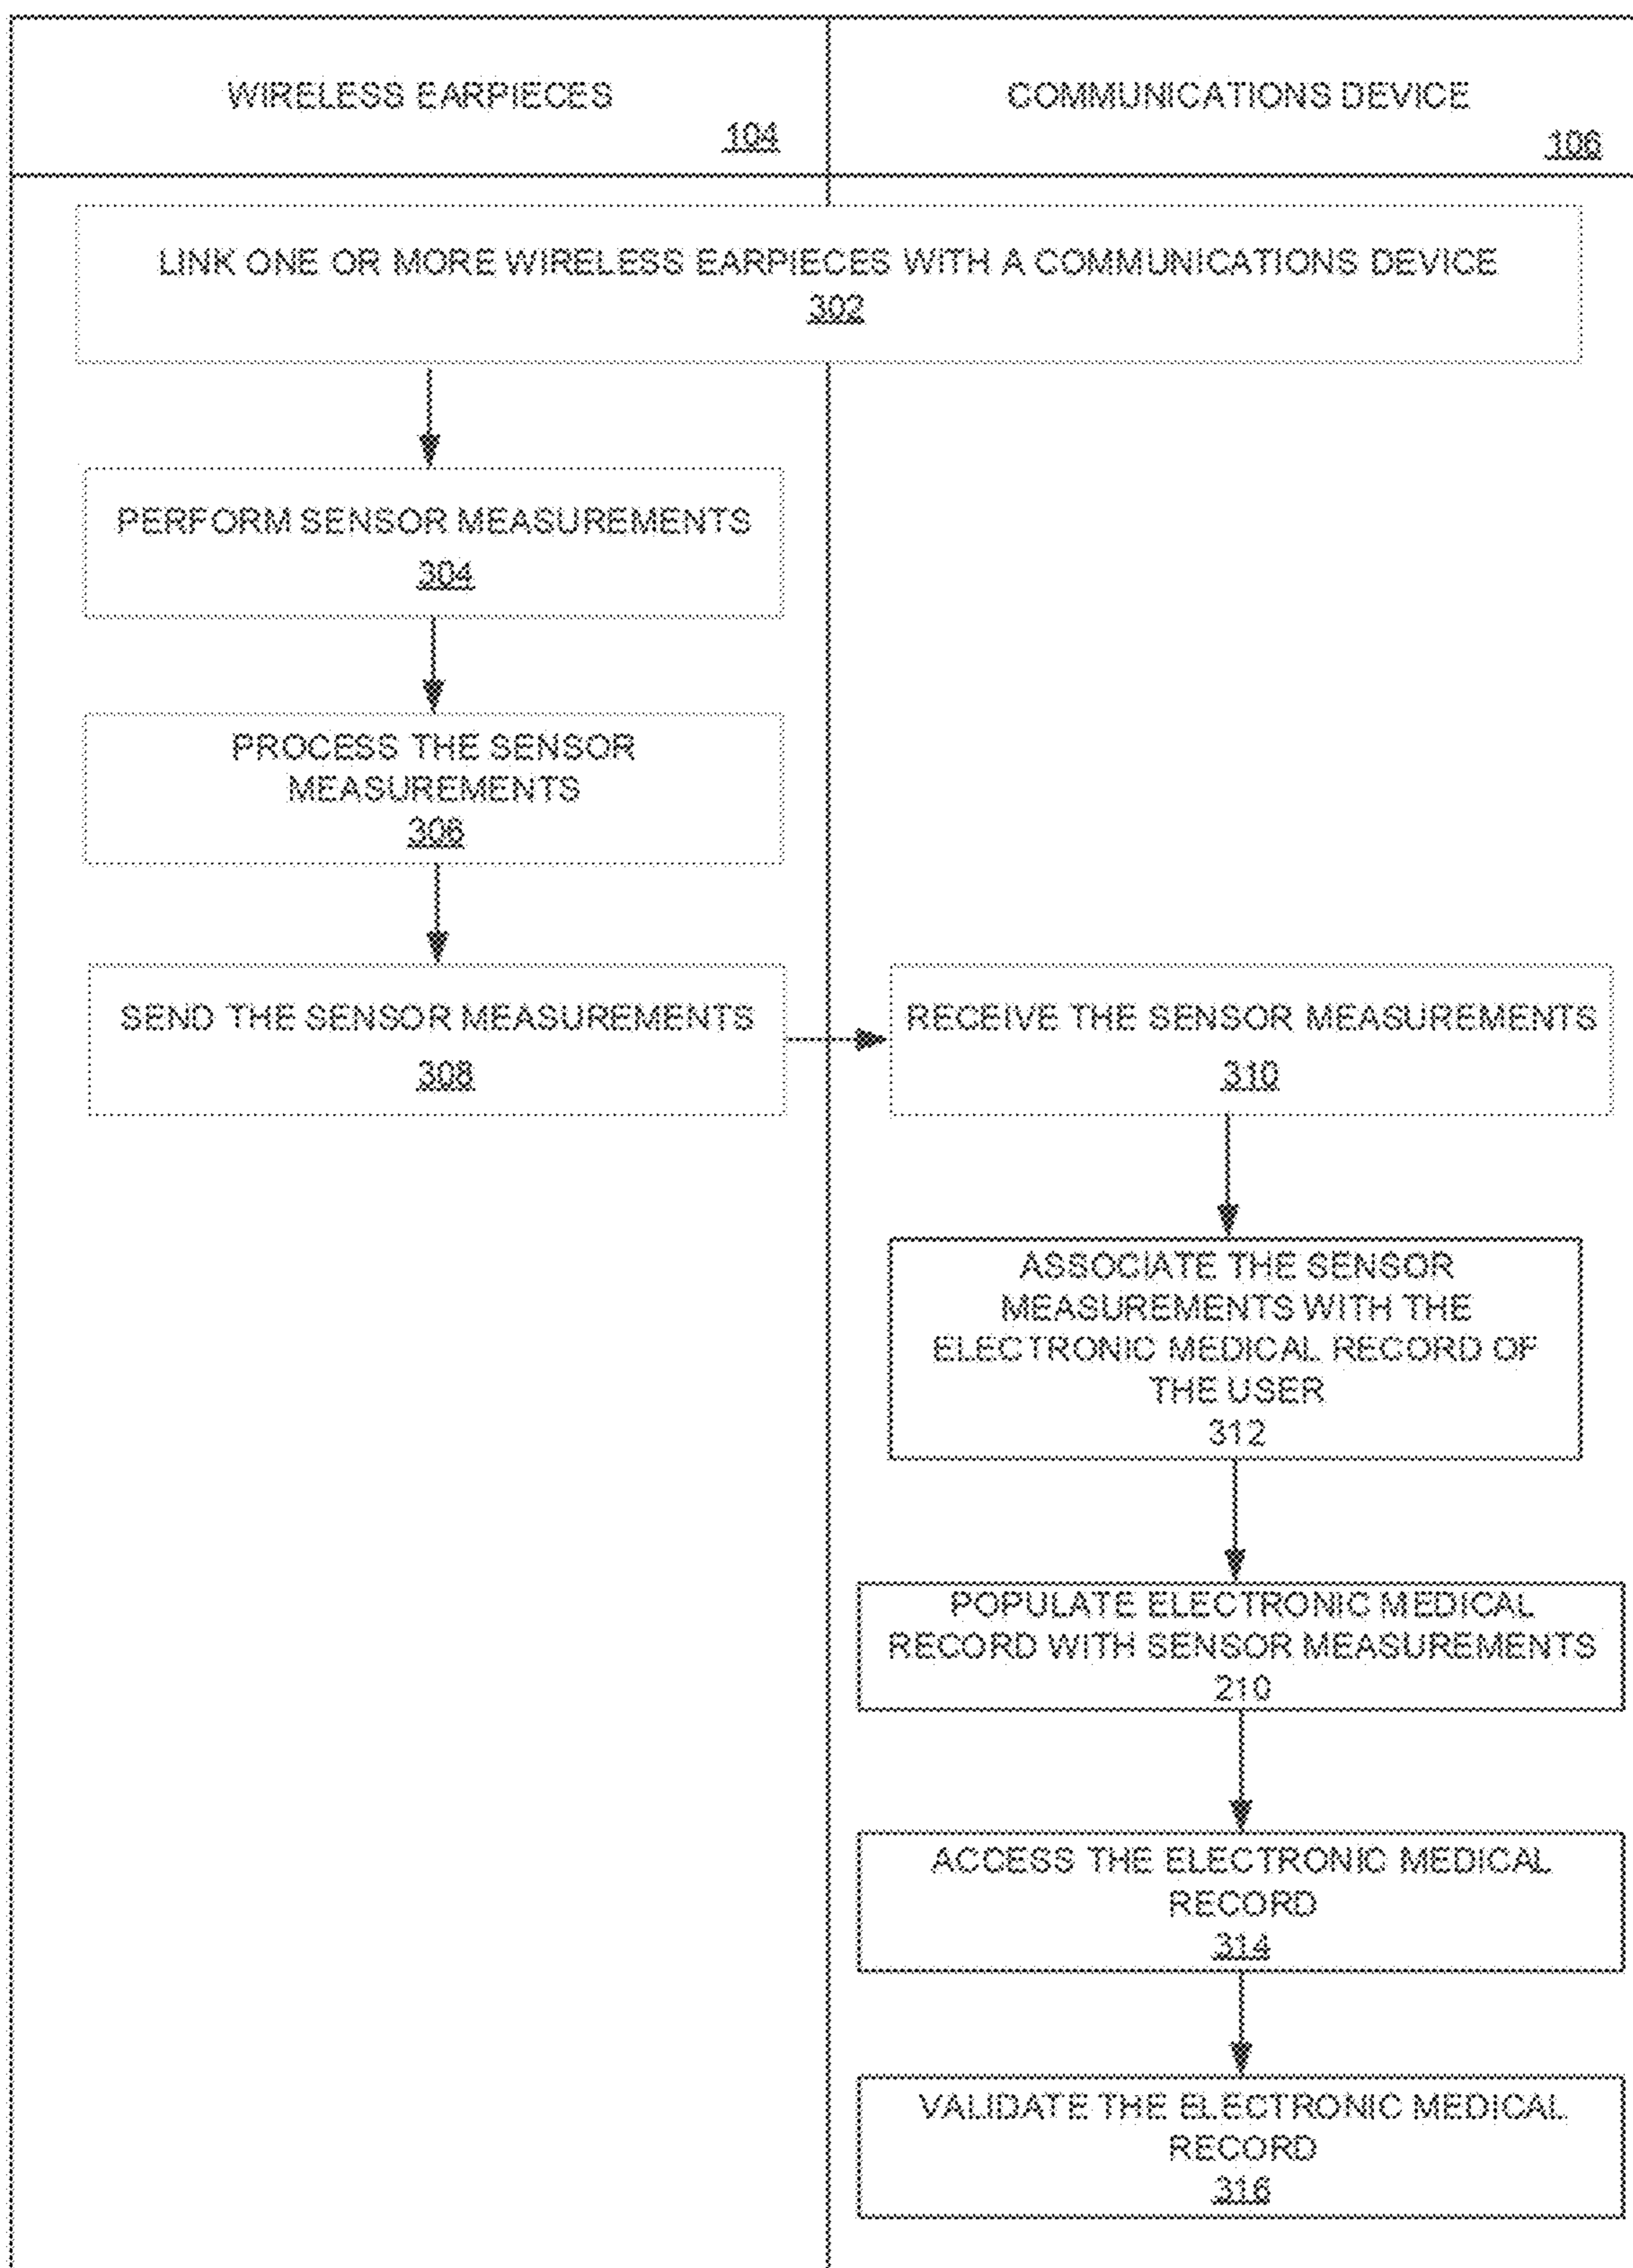 WIRELESS EARPIECES
104
COMMUNICATIONS DEVICE
106
LINK ONE OR MORE WIRELESS EARPIECES WITH A COMMUNICATIONS DEVICE
302
PERFORM SENSOR MEASUREMENTS
304
PROCESS THE SENSOR
MEASUREMENTS
306
SEND THE SENSOR MEASUREMENTS
308
RECEIVE THE SENSOR MEASUREMENTS
310
ASSOCIATE THE SENSOR
MEASUREMENTS WITH THE
ELECTRONIC MEDICAL RECORD OF
THE USER
312
POPULATE ELECTRONIC MEDICAL
RECORD WITH SENSOR MEASUREMENTS
210
ACCESS THE ELECTRONIC MEDICAL
RECORD
314
VALIDATE THE ELECTRONIC MEDICAL
RECORD
316